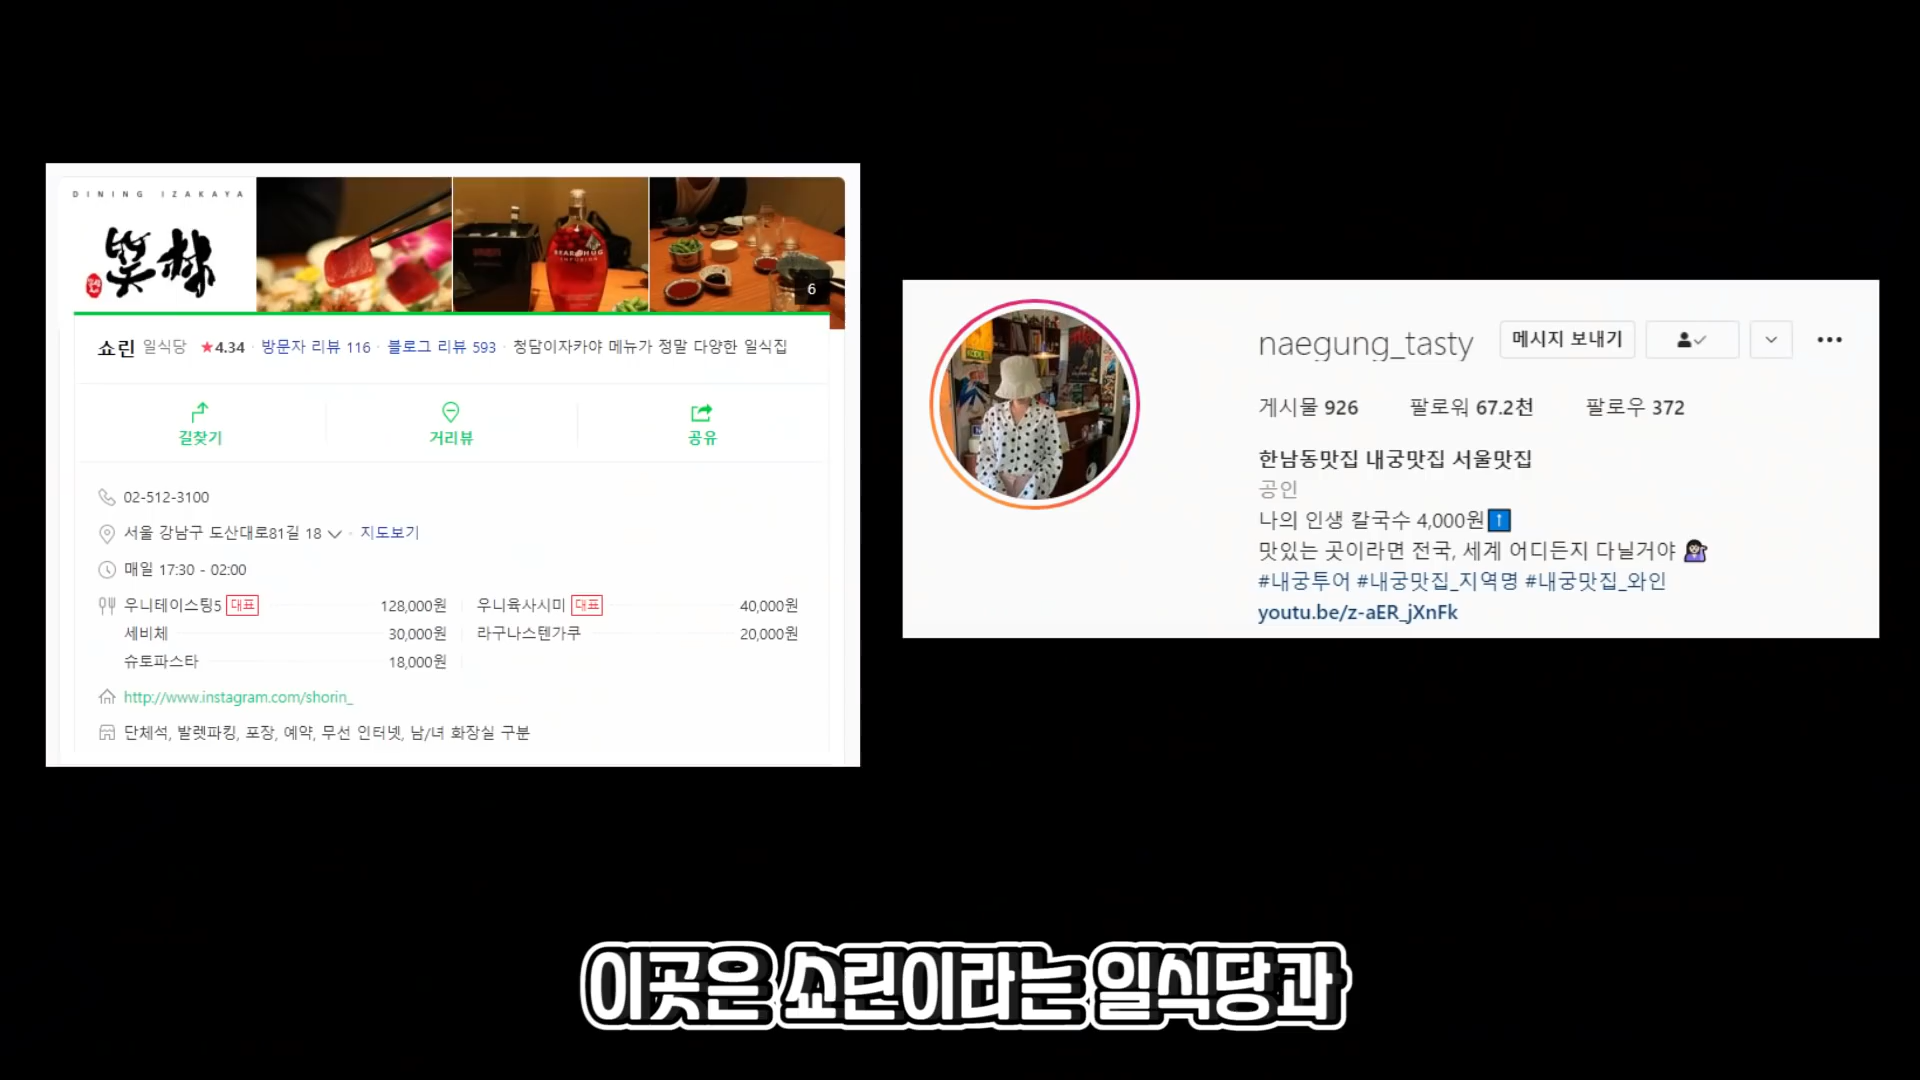 DINING IZAKAYA
笑林
BEAR HUG
INFUSION
6
쇼린 일식당 ★4.34 · 방문자 리뷰 116 · 블로그 리뷰 593 · 청담이자카야 메뉴가 정말 다양한 일식집
길찾기 거리뷰 공유
02-512-3100
서울 강남구 도산대로81길 18 · 지도보기
매일 17:30 - 02:00
우니테이스팅5 대표 128,000원 우니육사시미 대표 40,000원
세비체 30,000원 라구나스텐가쿠 20,000원
슈토파스타 18,000원
http://www.instagram.com/shorin_
단체석, 발렛파킹, 포장, 예약, 무선 인터넷, 남/녀 화장실 구분
naegung_tasty 메시지 보내기
게시물 926 팔로워 67.2천 팔로우 372
한남동맛집 내궁맛집 서울맛집
공인
나의 인생 칼국수 4,000원⬆️
맛있는 곳이라면 전국, 세계 어디든지 다닐거야 💁🏻‍♀️
#내궁투어 #내궁맛집_지역명 #내궁맛집_와인
youtu.be/z-aER_jXnFk
이곳은 쇼린이라는 일식당과